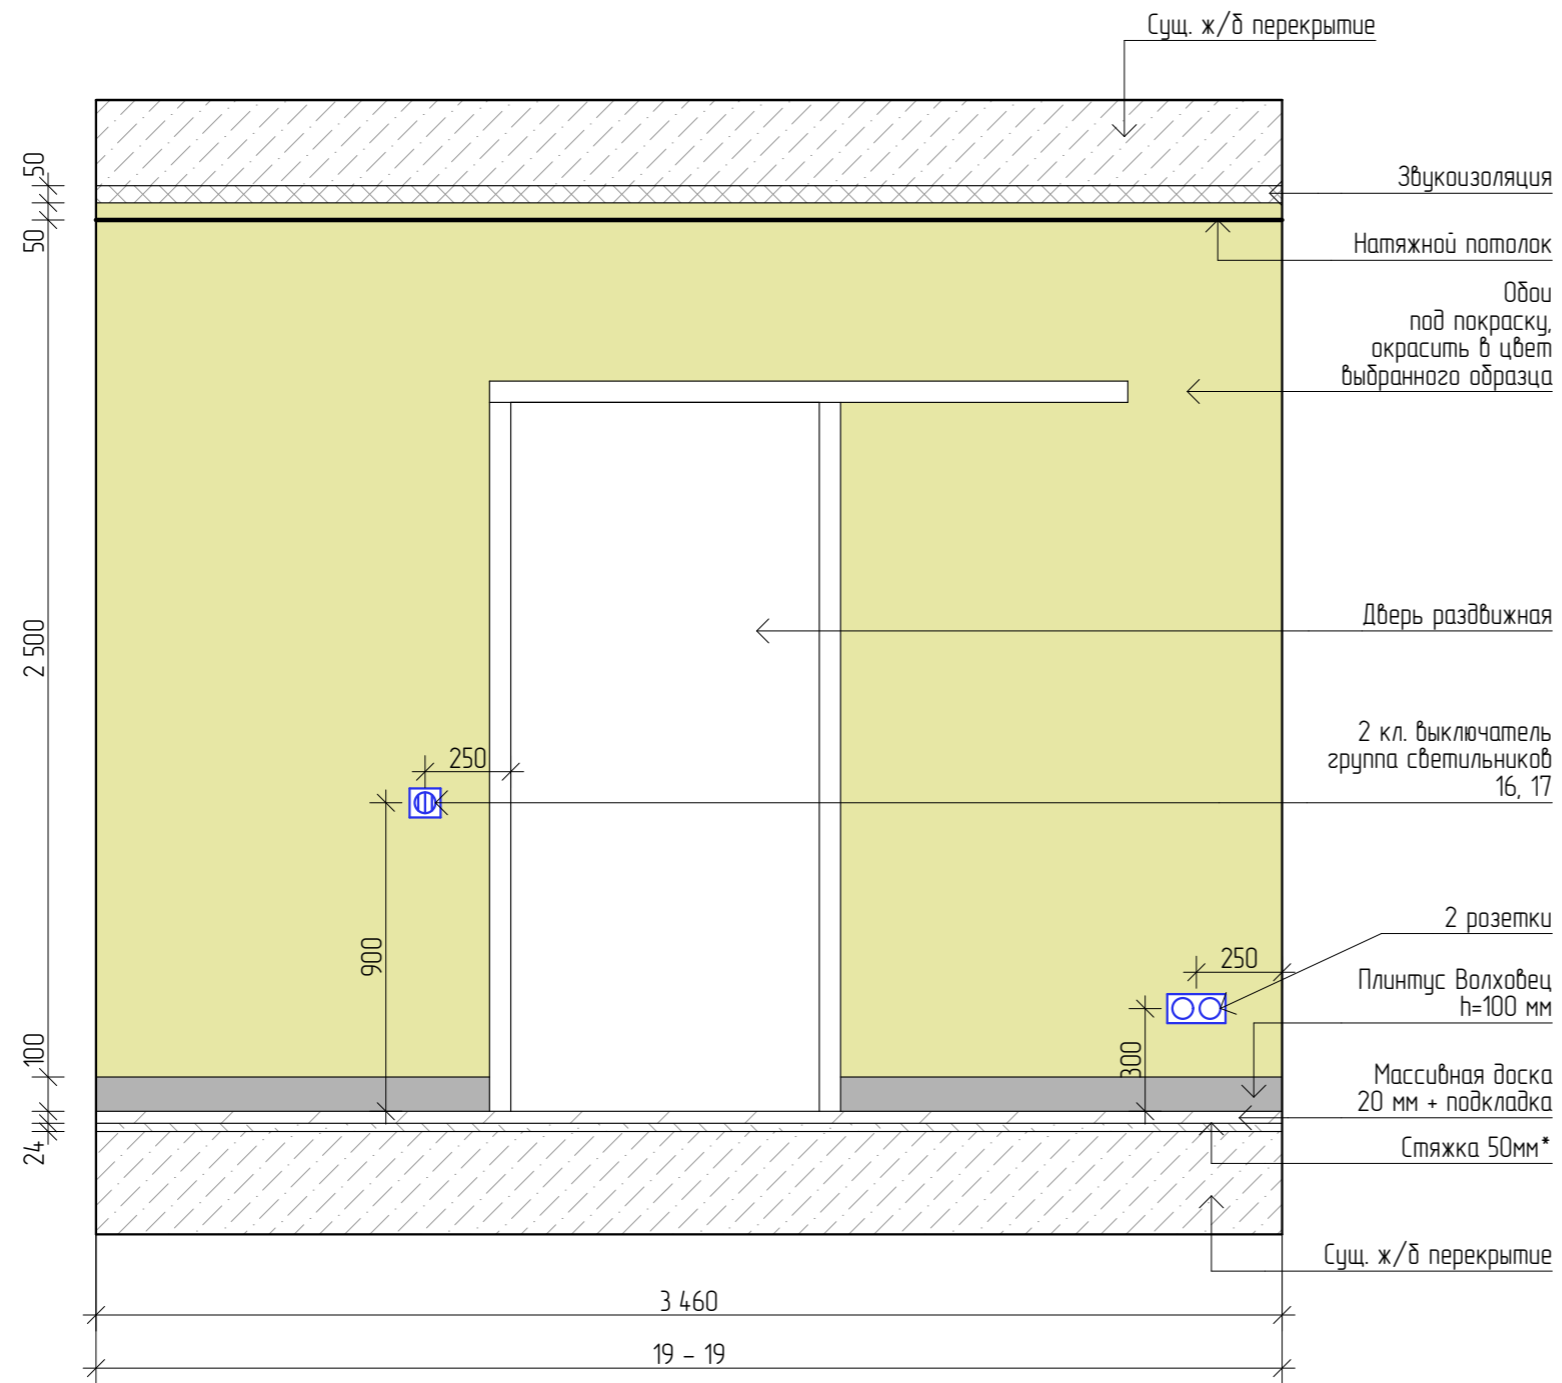 Сущ. ж/б перекрытие
50
Звукоизоляция
50
Натяжной потолок
Обои
под покраску,
окрасить в цвет
выбранного образца
2 500
Дверь раздвижная
2 кл. выключатель
группа светильников
16, 17
250
900
2 розетки
250
Плинтус Волховец
h=100 мм
300
100
Массивная доска
20 мм + подкладка
24
Стяжка 50мм*
Сущ. ж/б перекрытие
3 460
19 – 19